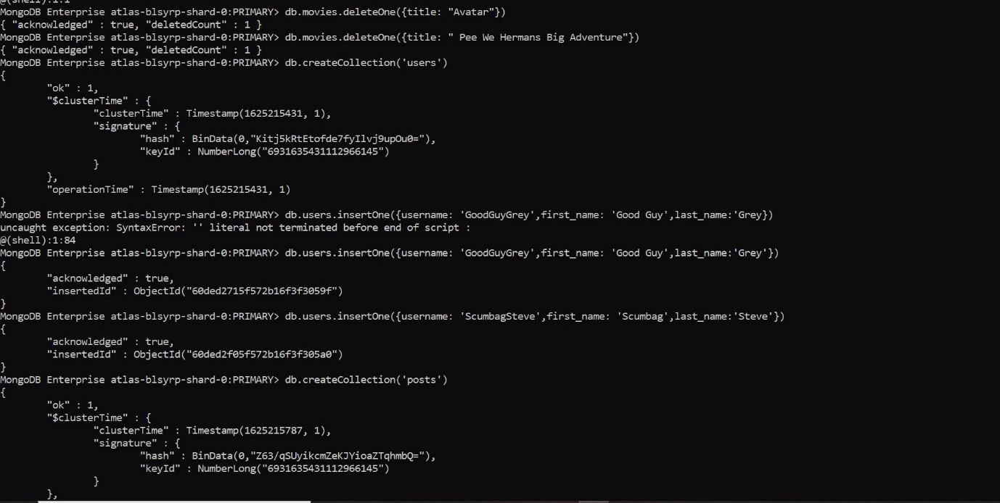 @(shell):1:1
MongoDB Enterprise atlas-blsyrp-shard-0:PRIMARY> db.movies.deleteOne({title: "Avatar"})
{ "acknowledged" : true, "deletedCount" : 1 }
MongoDB Enterprise atlas-blsyrp-shard-0:PRIMARY> db.movies.deleteOne({title: " Pee We Hermans Big Adventure"})
{ "acknowledged" : true, "deletedCount" : 1 }
MongoDB Enterprise atlas-blsyrp-shard-0:PRIMARY> db.createCollection('users')
{
        "ok" : 1,
        "$clusterTime" : {
                "clusterTime" : Timestamp(1625215431, 1),
                "signature" : {
                        "hash" : BinData(0,"Kitj5kRtEtofde7fyIlvj9upOu0="),
                        "keyId" : NumberLong("6931635431112966145")
                }
        },
        "operationTime" : Timestamp(1625215431, 1)
}
MongoDB Enterprise atlas-blsyrp-shard-0:PRIMARY> db.users.insertOne({username: 'GoodGuyGrey',first_name: 'Good Guy',last_name:'Grey})
uncaught exception: SyntaxError: '' literal not terminated before end of script :
@(shell):1:84
MongoDB Enterprise atlas-blsyrp-shard-0:PRIMARY> db.users.insertOne({username: 'GoodGuyGrey',first_name: 'Good Guy',last_name:'Grey'})
{
        "acknowledged" : true,
        "insertedId" : ObjectId("60ded2715f572b16f3f3059f")
}
MongoDB Enterprise atlas-blsyrp-shard-0:PRIMARY> db.users.insertOne({username: 'ScumbagSteve',first_name: 'Scumbag',last_name:'Steve'})
{
        "acknowledged" : true,
        "insertedId" : ObjectId("60ded2f05f572b16f3f305a0")
}
MongoDB Enterprise atlas-blsyrp-shard-0:PRIMARY> db.createCollection('posts')
{
        "ok" : 1,
        "$clusterTime" : {
                "clusterTime" : Timestamp(1625215787, 1),
                "signature" : {
                        "hash" : BinData(0,"Z63/qSUyikcmZeKJYioaZTqhmbQ="),
                        "keyId" : NumberLong("6931635431112966145")
                }
        },